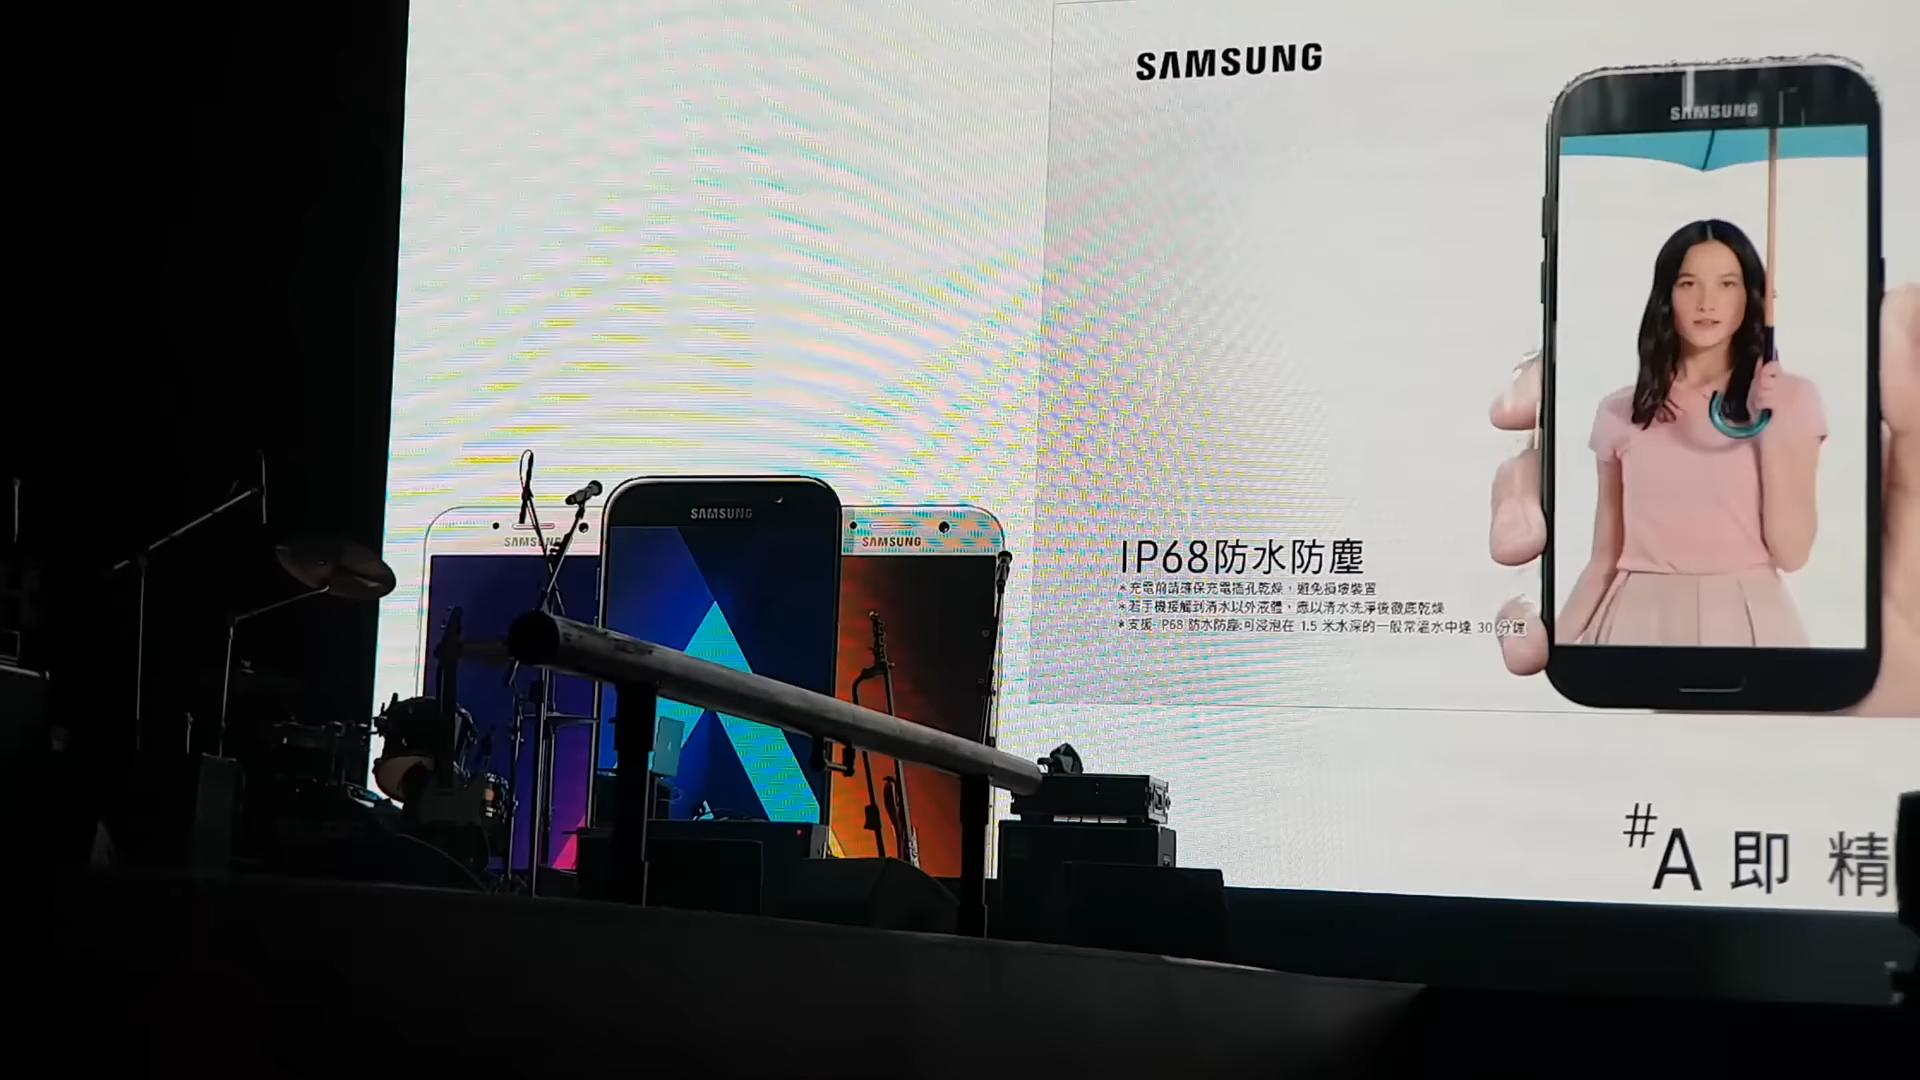 SAMSUNG
SAMSUNG
SAMSUNG
SAMSUNG
SAMSUNG
IP68防水防塵
*充電前請確保充電插孔乾燥,避免損壞裝置
*若手機接觸到清水以外液體,應以清水洗淨後徹底乾燥
*支援 IP68 防水防塵:可浸泡在 1.5 米水深的一般常溫水中達 30 分鐘
#A 即 精